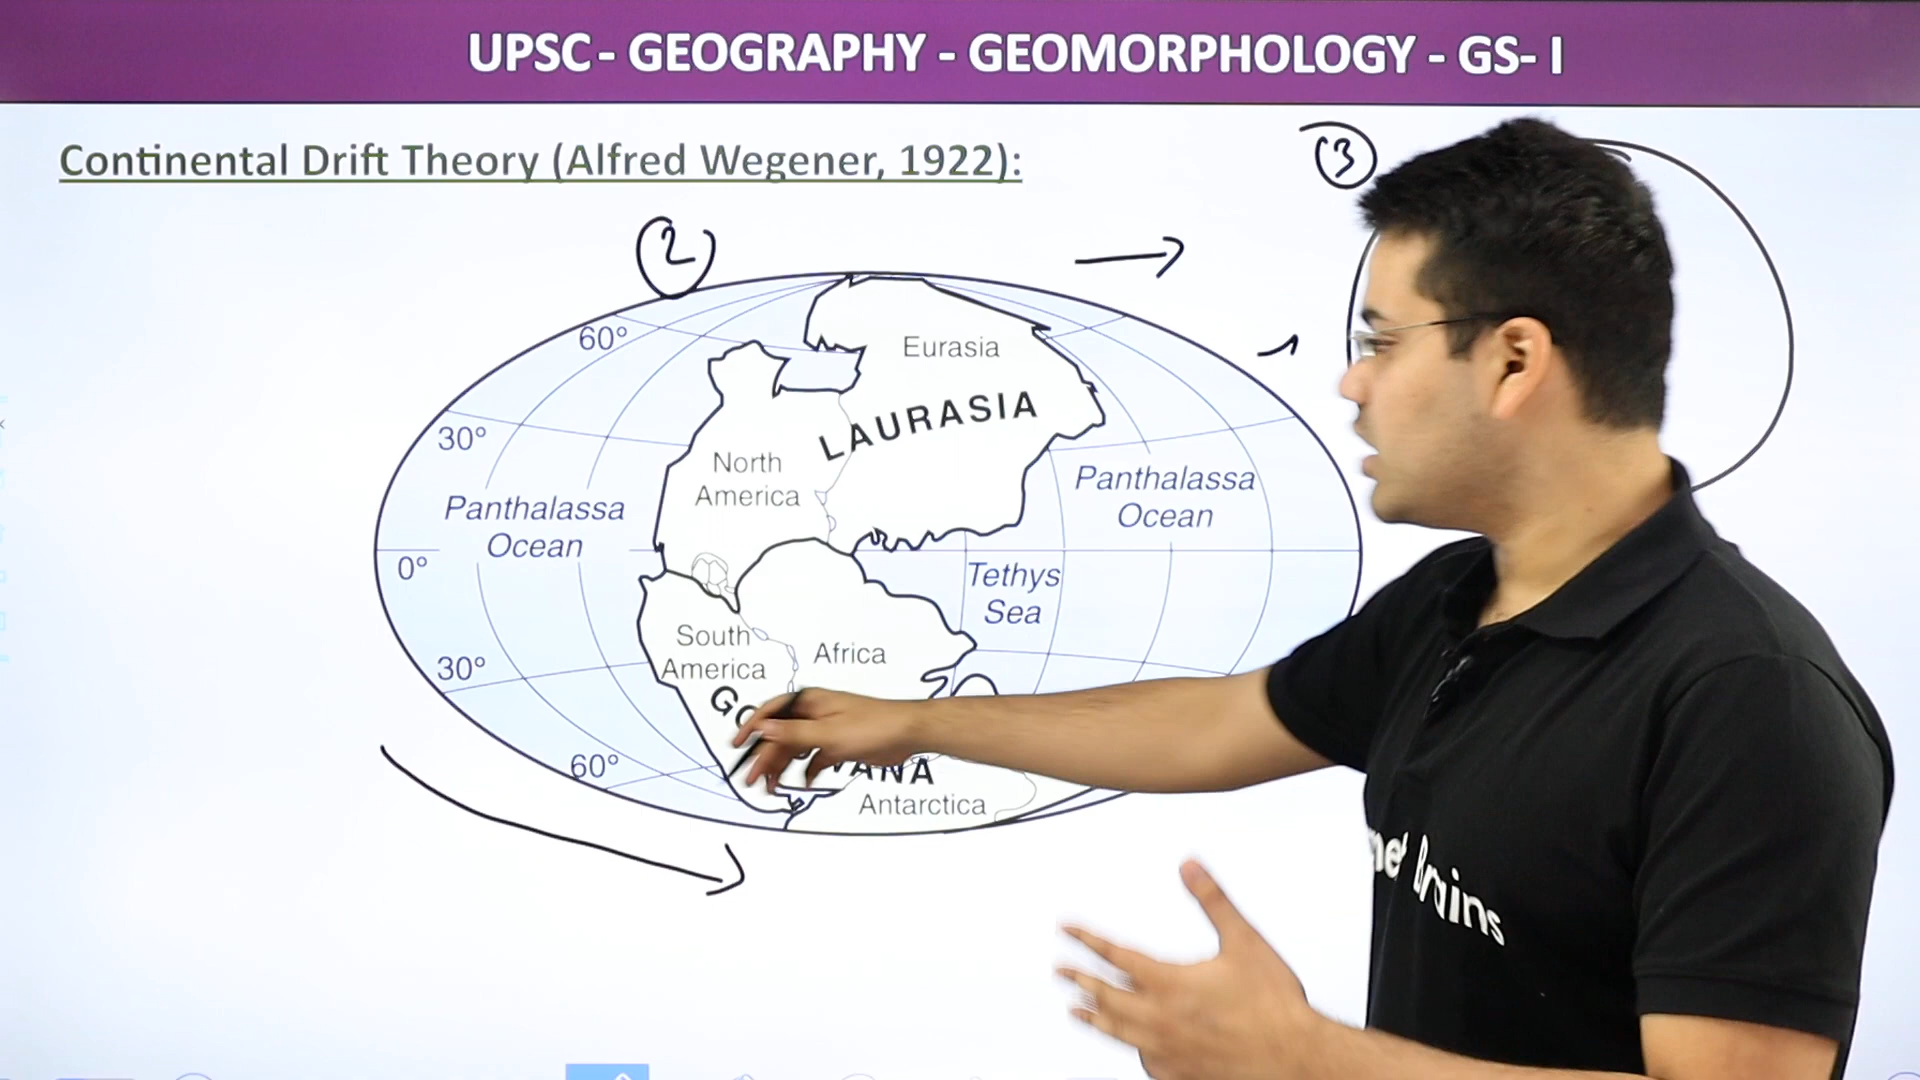 UPSC - GEOGRAPHY - GEOMORPHOLOGY - GS- I
Continental Drift Theory (Alfred Wegener, 1922):
(3)
2
60°
Eurasia
LAURASIA
30°
North
America
Panthalassa
Ocean
Panthalassa
Ocean
0°
Tethys
Sea
South
America
Africa
30°
60°
Antarctica
Brains